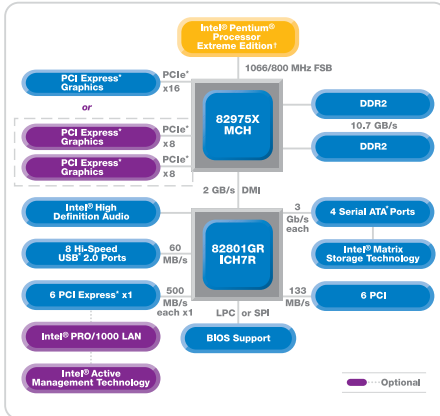 Intel® Pentium®
Processor
Extreme Edition†
1066/800 MHz FSB
PCI Express*
Graphics
PCIe*
x16
or
PCI Express*
Graphics
PCIe*
x8
PCI Express*
Graphics
PCIe*
x8
82975X
MCH
DDR2
10.7 GB/s
DDR2
2 GB/s
DMI
Intel® High
Definition Audio
8 Hi-Speed
USB* 2.0 Ports
60
MB/s
6 PCI Express* x1
500
MB/s
each x1
82801GR
ICH7R
3
Gb/s
each
4 Serial ATA* Ports
Intel® Matrix
Storage Technology
133
MB/s
6 PCI
LPC or SPI
BIOS Support
Intel® PRO/1000 LAN
Intel® Active
Management Technology
Optional